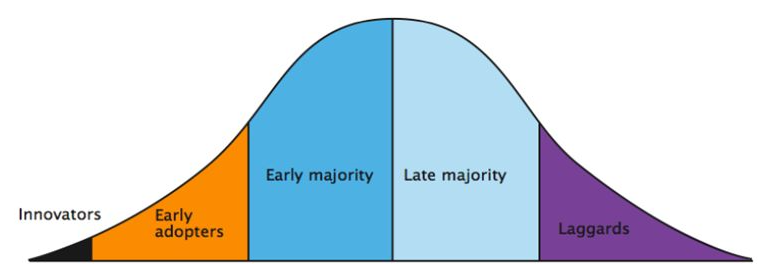 Innovators
Early
adopters
Early majority
Late majority
Laggards